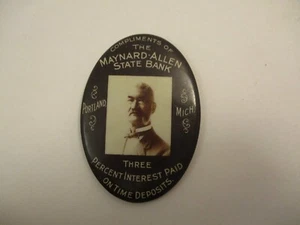 COMPLIMENTS OF
THE
MAYNARD-ALLEN
STATE BANK
PORTLAND
MICH
THREE
PERCENT INTEREST PAID
ON TIME DEPOSITS.